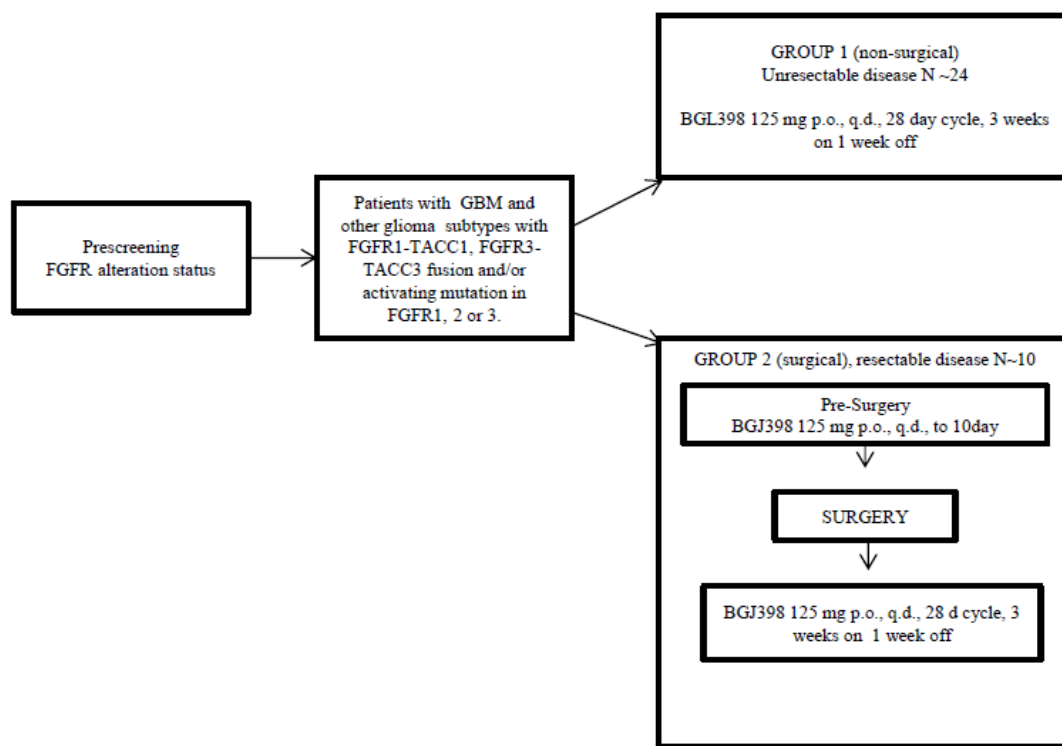 Prescreening
FGFR alteration status
Patients with GBM and
other glioma subtypes with
FGFR1-TACC1, FGFR3-
TACC3 fusion and/or
activating mutation in
FGFR1, 2 or 3.
GROUP 1 (non-surgical)
Unresectable disease N ~24
BGL398 125 mg p.o., q.d., 28 day cycle, 3 weeks
on 1 week off
GROUP 2 (surgical), resectable disease N~10
Pre-Surgery
BGJ398 125 mg p.o., q.d., to 10day
SURGERY
BGJ398 125 mg p.o., q.d., 28 d cycle, 3
weeks on 1 week off